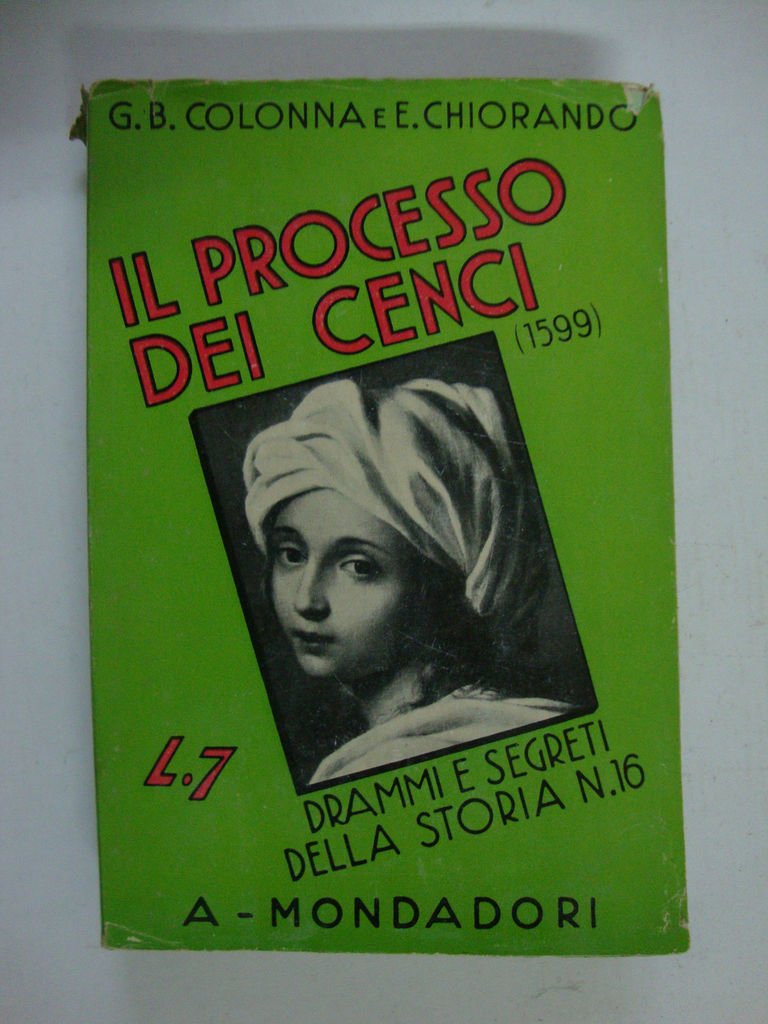 G.B. COLONNA E E. CHIORANDO
IL PROCESSO
DEI CENCI
(1599)
L.7
DRAMMI E SEGRETI
DELLA STORIA N.16
A - MONDADORI